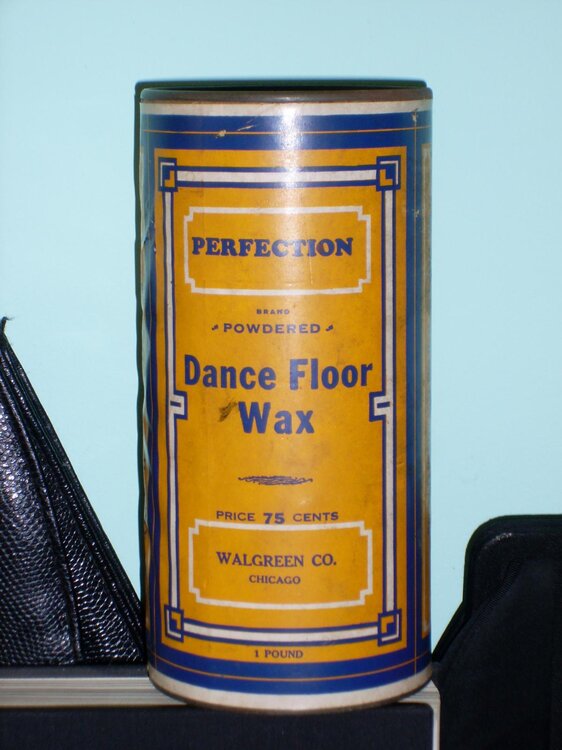 PERFECTION
BRAND
POWDERED
Dance Floor
Wax
PRICE 75 CENTS
WALGREEN CO.
CHICAGO
1 POUND